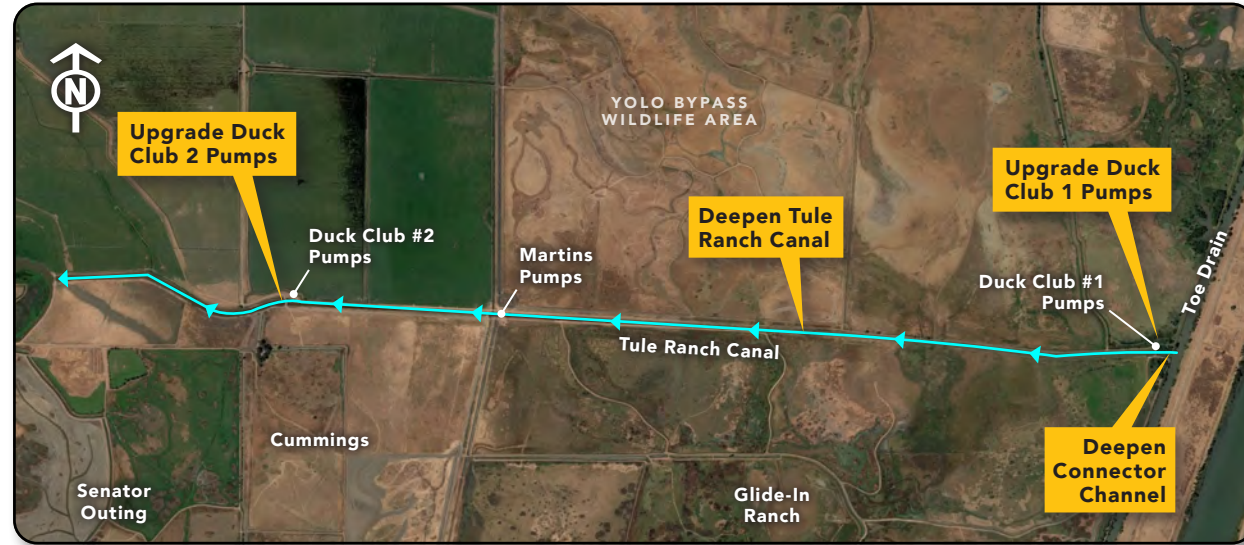 N
YOLO BYPASS
WILDLIFE AREA
Upgrade Duck
Club 2 Pumps
Upgrade Duck
Club 1 Pumps
Deepen Tule
Ranch Canal
Duck Club #2
Pumps
Martins
Pumps
Duck Club #1
Pumps
Toe Drain
Tule Ranch Canal
Cummings
Deepen
Connector
Channel
Senator
Outing
Glide-In
Ranch